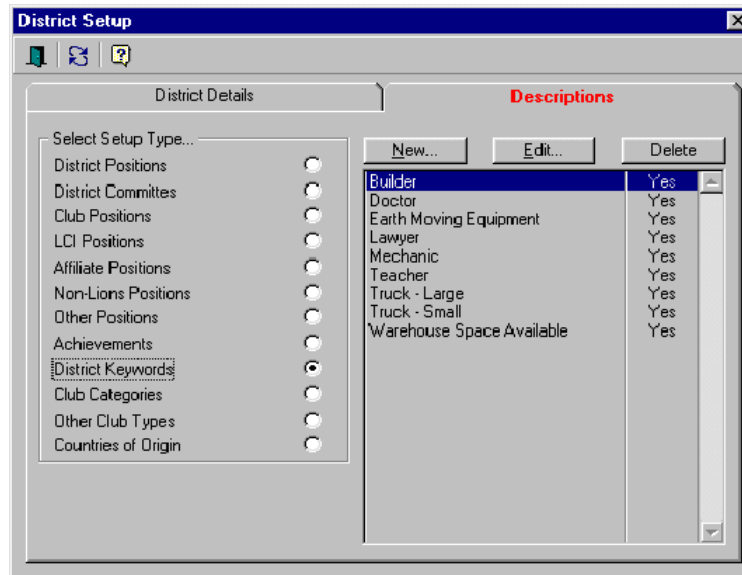 District Setup
District Details
Descriptions
Select Setup Type...
District Positions
District Committes
Club Positions
LCI Positions
Affiliate Positions
Non-Lions Positions
Other Positions
Achievements
District Keywords
Club Categories
Other Club Types
Countries of Origin
New... Edit... Delete
Builder Yes
Doctor Yes
Earth Moving Equipment Yes
Lawyer Yes
Mechanic Yes
Teacher Yes
Truck - Large Yes
Truck - Small Yes
Warehouse Space Available Yes